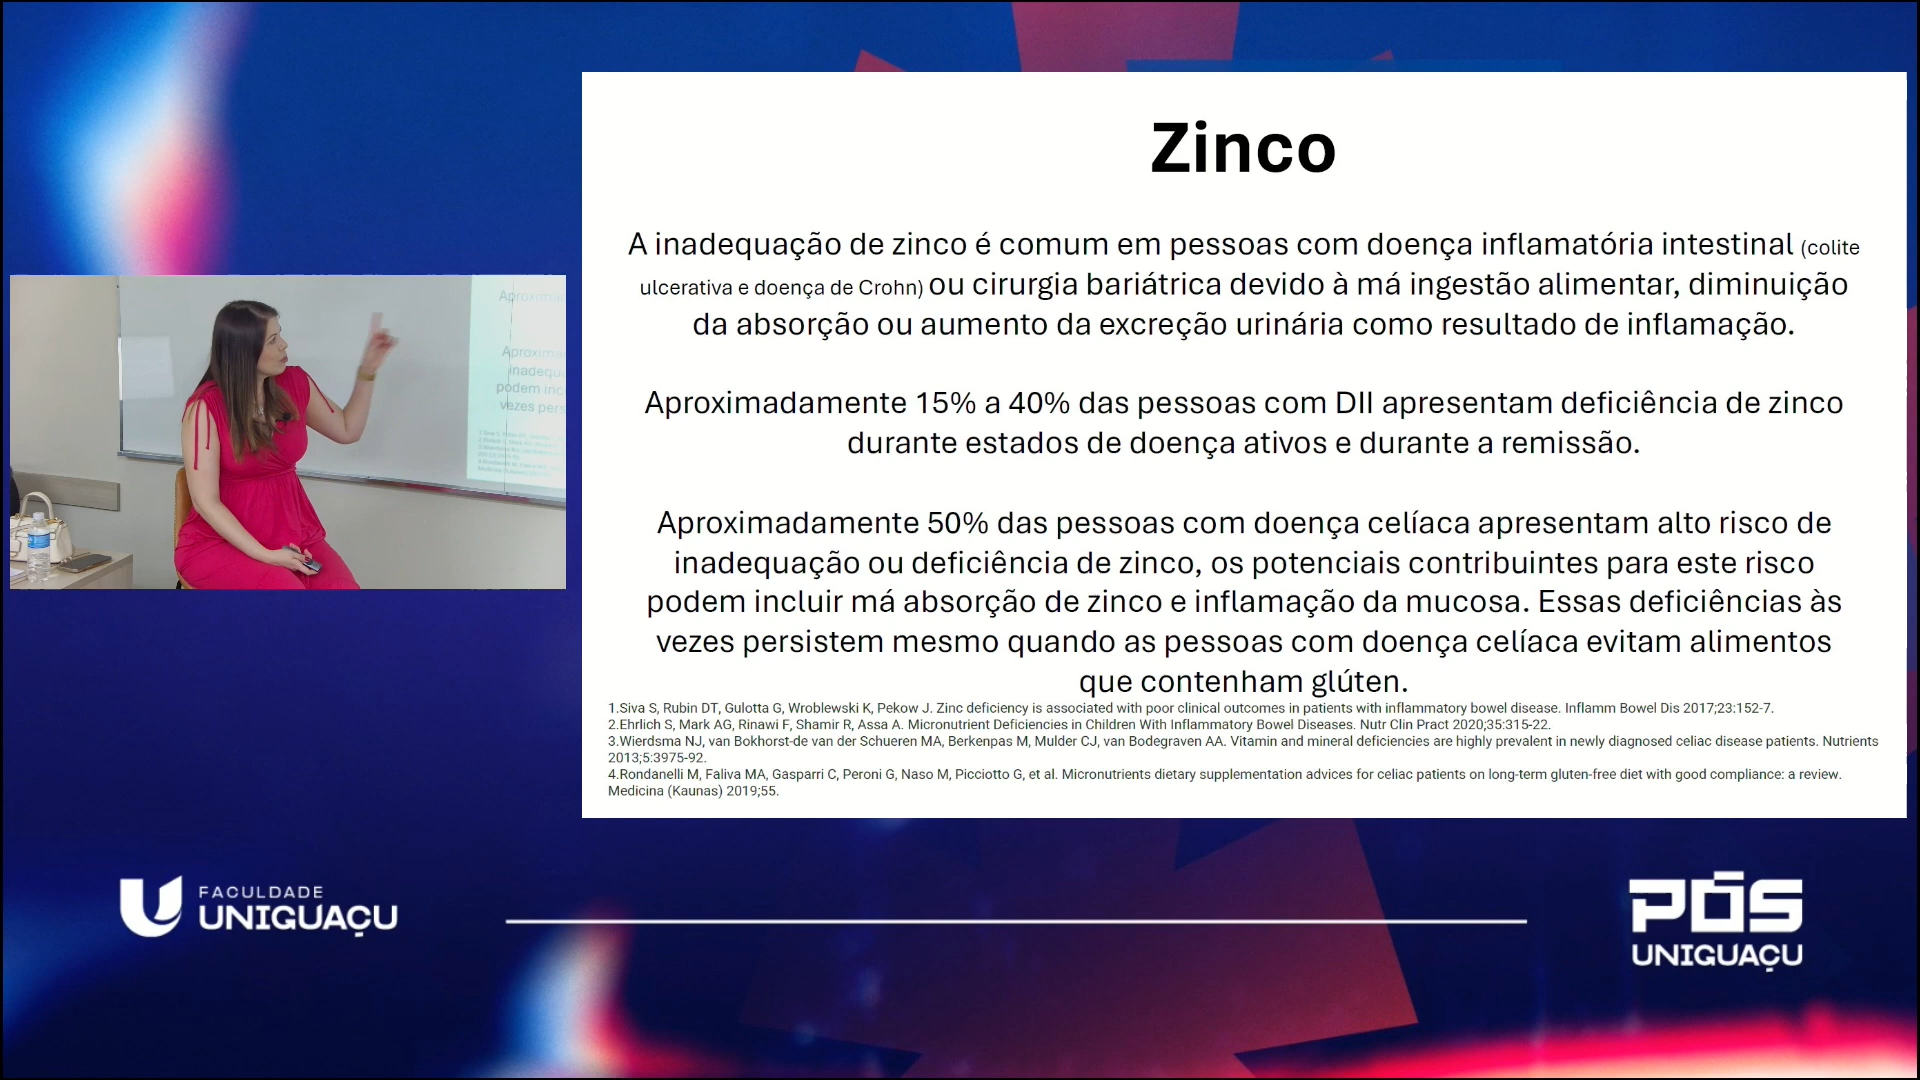 Zinco
A inadequação de zinco é comum em pessoas com doença inflamatória intestinal (colite
ulcerativa e doença de Crohn) ou cirurgia bariátrica devido à má ingestão alimentar, diminuição
da absorção ou aumento da excreção urinária como resultado de inflamação.
Aproximadamente 15% a 40% das pessoas com DII apresentam deficiência de zinco
durante estados de doença ativos e durante a remissão.
Aproximadamente 50% das pessoas com doença celíaca apresentam alto risco de
inadequação ou deficiência de zinco, os potenciais contribuintes para este risco
podem incluir má absorção de zinco e inflamação da mucosa. Essas deficiências às
vezes persistem mesmo quando as pessoas com doença celíaca evitam alimentos
que contenham glúten.
1.Siva S, Rubin DT, Gulotta G, Wroblewski K, Pekow J. Zinc deficiency is associated with poor clinical outcomes in patients with inflammatory bowel disease. Inflamm Bowel Dis 2017;23:152-7.
2.Ehrlich S, Mark AG, Rinawi F, Shamir R, Assa A. Micronutrient Deficiencies in Children With Inflammatory Bowel Diseases. Nutr Clin Pract 2020;35:315-22.
3.Wierdsma NJ, van Bokhorst-de van der Schueren MA, Berkenpas M, Mulder CJ, van Bodegraven AA. Vitamin and mineral deficiencies are highly prevalent in newly diagnosed celiac disease patients. Nutrients
2013;5:3975-92.
4.Rondanelli M, Faliva MA, Gasparri C, Peroni G, Naso M, Picciotto G, et al. Micronutrients dietary supplementation advices for celiac patients on long-term gluten-free diet with good compliance: a review.
Medicina (Kaunas) 2019;55.
FACULDADE
UNIGUAÇU
PÓS
UNIGUAÇU